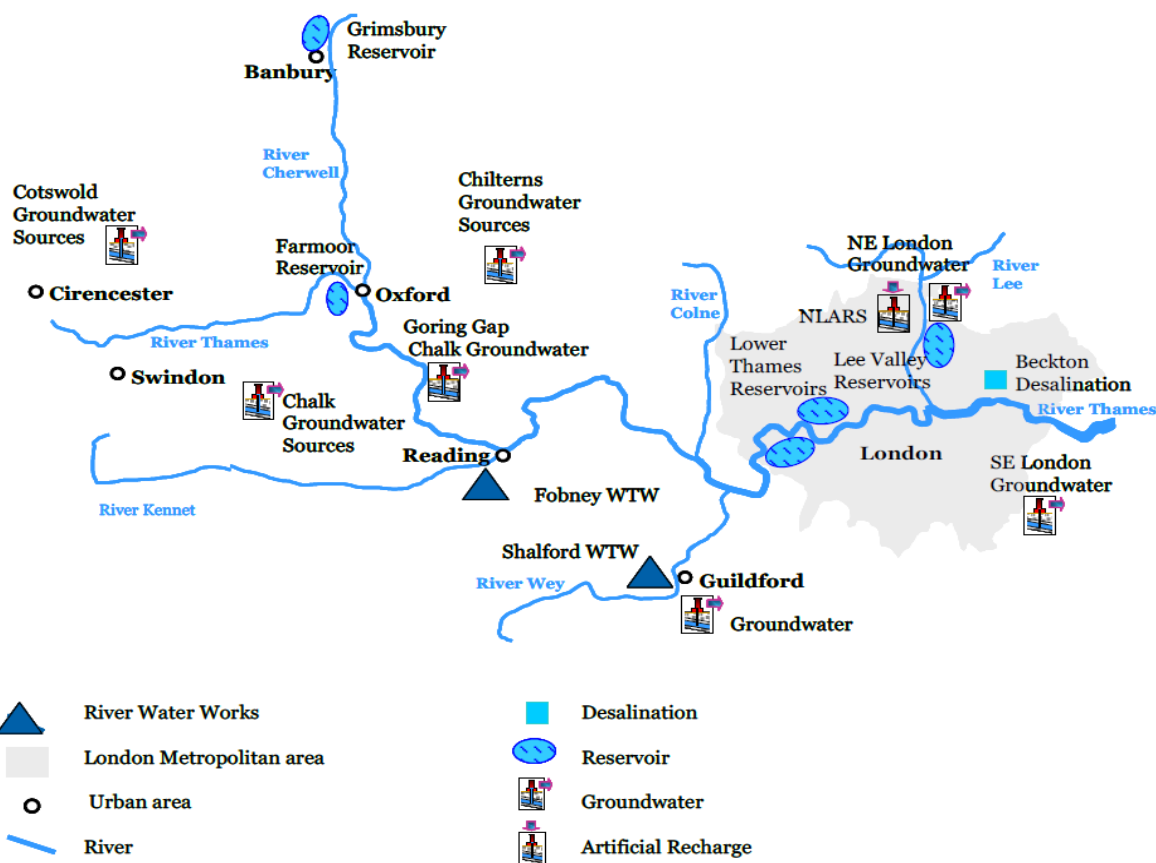 Grimsbury
Reservoir
Banbury
River
Cherwell
Cotswold
Groundwater
Sources
Chilterns
Groundwater
Sources
Farmoor
Reservoir
Cirencester
Oxford
River Thames
Goring Gap
Chalk Groundwater
Swindon
Chalk
Groundwater
Sources
Reading
River Kennet
Fobney WTW
River
Colne
NE London
Groundwater
River
Lee
NLARS
Lower
Thames
Reservoirs
Lee Valley
Reservoirs
Beckton
Desalination
River Thames
London
SE London
Groundwater
Shalford WTW
River Wey
Guildford
Groundwater
River Water Works
London Metropolitan area
Urban area
River
Desalination
Reservoir
Groundwater
Artificial Recharge